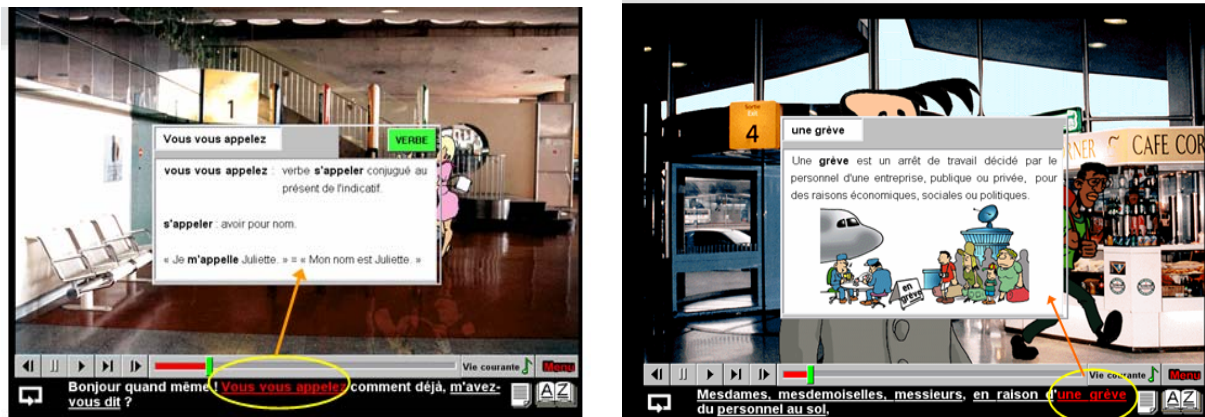 1
Vous vous appelez
VERBE
vous vous appelez : verbe s'appeler conjugué au
présent de l'indicatif.
s'appeler : avoir pour nom.
« Je m'appelle Juliette. » = « Mon nom est Juliette. »
Vie courante
Menu
Bonjour quand même ! Vous vous appelez comment déjà, m'avez-
vous dit ?
AZ
Sortie
Exit
4
CAFE COR
NER
une grève
Une grève est un arrêt de travail décidé par le
personnel d'une entreprise, publique ou privée, pour
des raisons économiques, sociales ou politiques.
en
grève
Vie courante
Menu
Mesdames, mesdemoiselles, messieurs, en raison d'une grève
du personnel au sol,
AZ